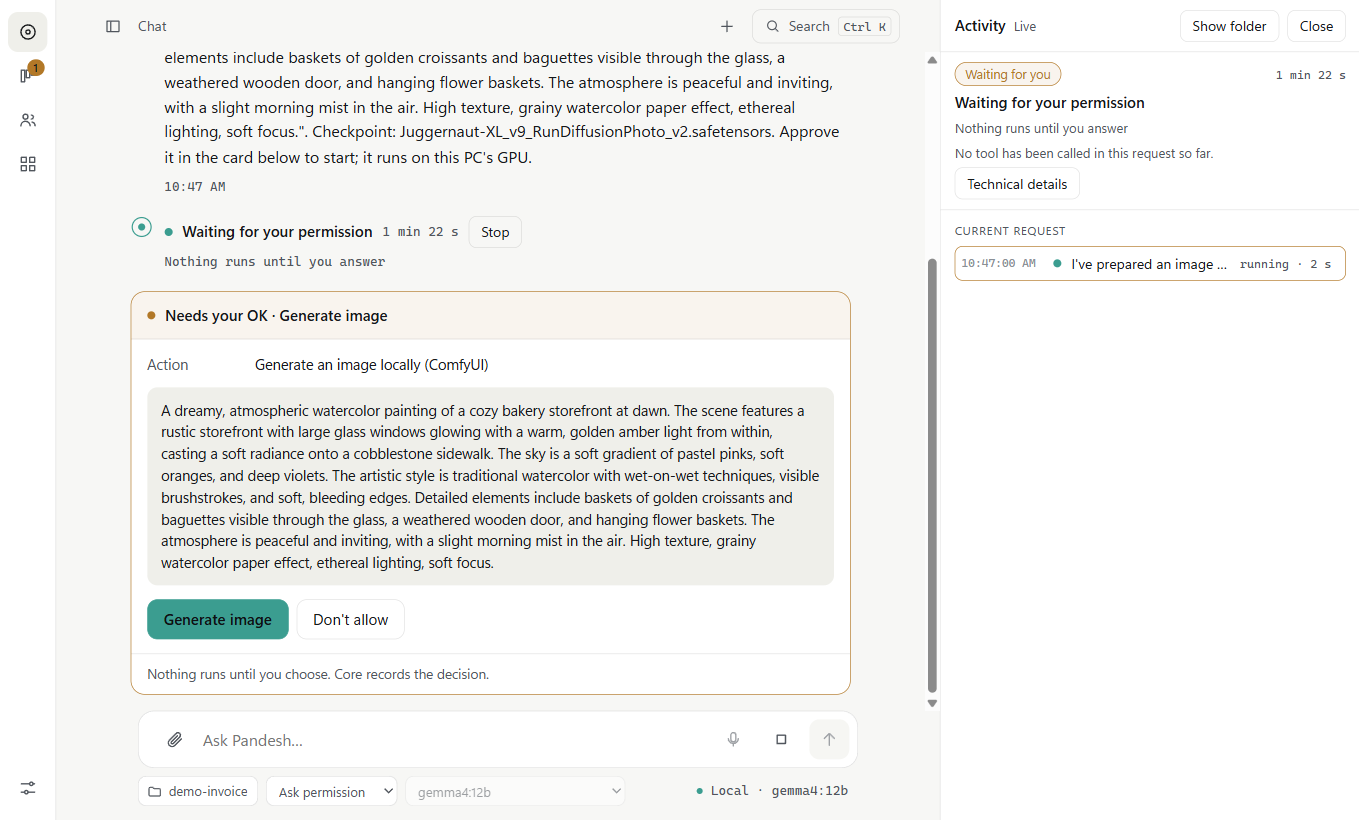 Chat
Search Ctrl K
elements include baskets of golden croissants and baguettes visible through the glass, a
weathered wooden door, and hanging flower baskets. The atmosphere is peaceful and inviting,
with a slight morning mist in the air. High texture, grainy watercolor paper effect, ethereal
lighting, soft focus.". Checkpoint: Juggernaut-XL_v9_RunDiffusionPhoto_v2.safetensors. Approve
it in the card below to start; it runs on this PC's GPU.
10:47 AM
Waiting for your permission 1 min 22 s Stop
Nothing runs until you answer
Needs your OK · Generate image
Action Generate an image locally (ComfyUI)
A dreamy, atmospheric watercolor painting of a cozy bakery storefront at dawn. The scene features a
rustic storefront with large glass windows glowing with a warm, golden amber light from within,
casting a soft radiance onto a cobblestone sidewalk. The sky is a soft gradient of pastel pinks, soft
oranges, and deep violets. The artistic style is traditional watercolor with wet-on-wet techniques, visible
brushstrokes, and soft, bleeding edges. Detailed elements include baskets of golden croissants and
baguettes visible through the glass, a weathered wooden door, and hanging flower baskets. The
atmosphere is peaceful and inviting, with a slight morning mist in the air. High texture, grainy
watercolor paper effect, ethereal lighting, soft focus.
Generate image Don't allow
Nothing runs until you choose. Core records the decision.
Ask Pandesh...
demo-invoice Ask permission gemma4:12b Local · gemma4:12b
1
Activity Live Show folder Close
Waiting for you 1 min 22 s
Waiting for your permission
Nothing runs until you answer
No tool has been called in this request so far.
Technical details
CURRENT REQUEST
10:47:00 AM I've prepared an image ... running · 2 s